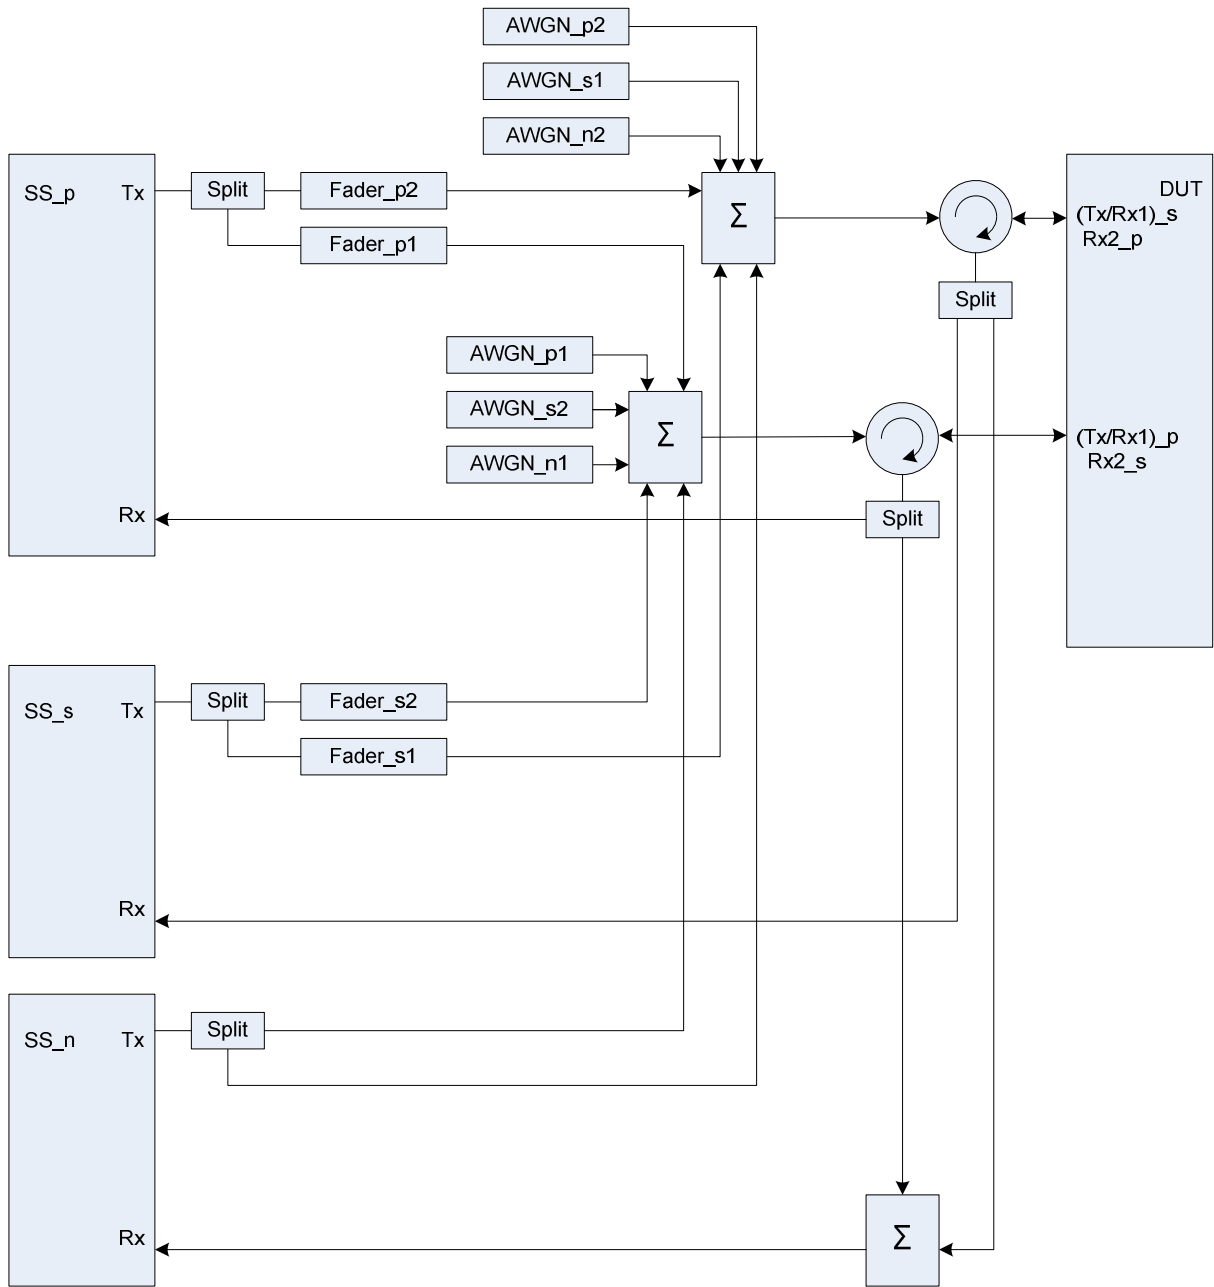 AWGN_p2
AWGN_s1
AWGN_n2
SS_p Tx
Split
Fader_p2
Fader_p1
Σ
DUT
(Tx/Rx1)_s
Rx2_p
Split
AWGN_p1
AWGN_s2
AWGN_n1
Σ
(Tx/Rx1)_p
Rx2_s
Rx
Split
SS_s Tx
Split
Fader_s2
Fader_s1
Rx
SS_n Tx
Split
Rx
Σ